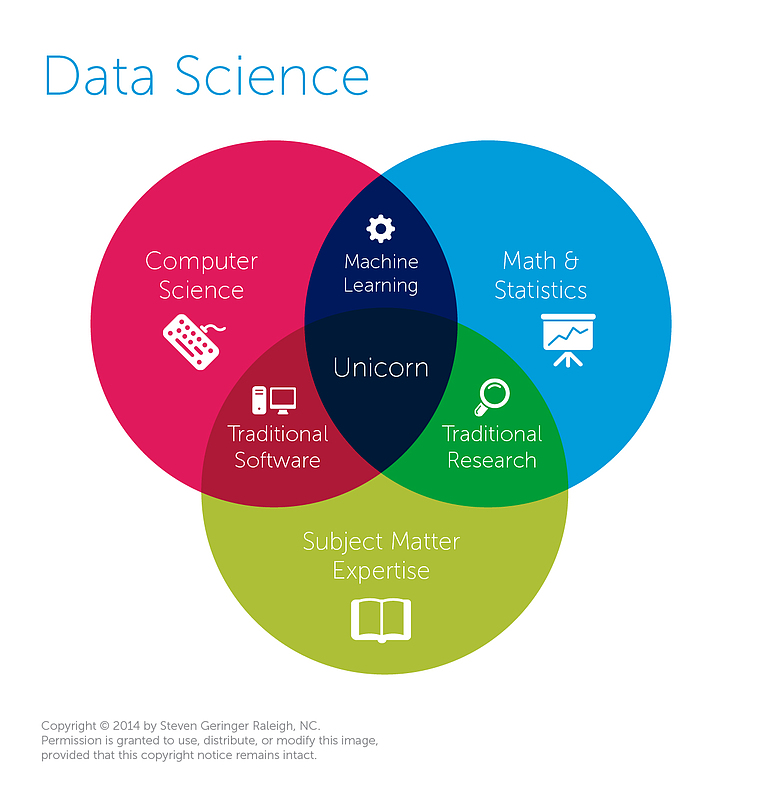 Data Science
Computer
Science
Machine
Learning
Math &
Statistics
Unicorn
Traditional
Software
Traditional
Research
Subject Matter
Expertise
Copyright © 2014 by Steven Geringer Raleigh, NC.
Permission is granted to use, distribute, or modify this image,
provided that this copyright notice remains intact.